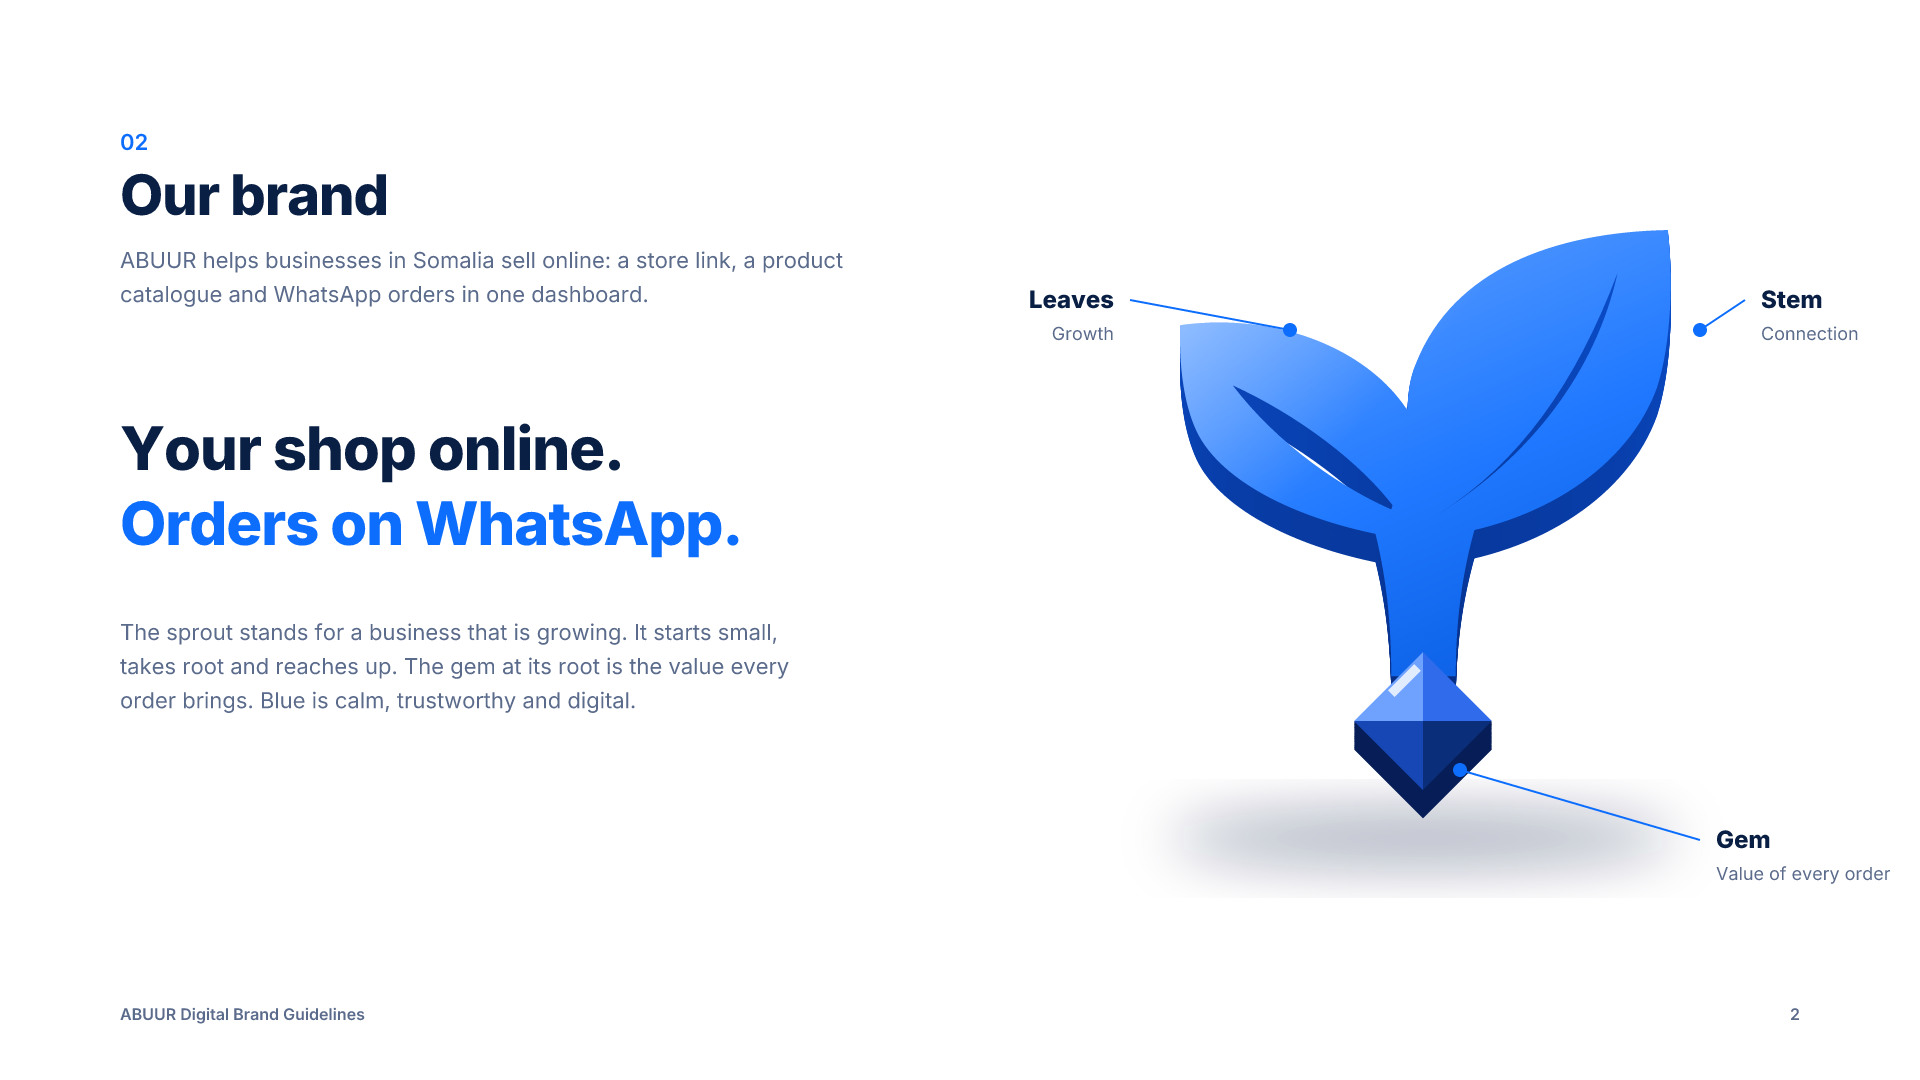 02
Our brand
ABUUR helps businesses in Somalia sell online: a store link, a product
catalogue and WhatsApp orders in one dashboard.
Your shop online.
Orders on WhatsApp.
The sprout stands for a business that is growing. It starts small,
takes root and reaches up. The gem at its root is the value every
order brings. Blue is calm, trustworthy and digital.
Leaves
Growth
Stem
Connection
Gem
Value of every order
ABUUR Digital Brand Guidelines
2